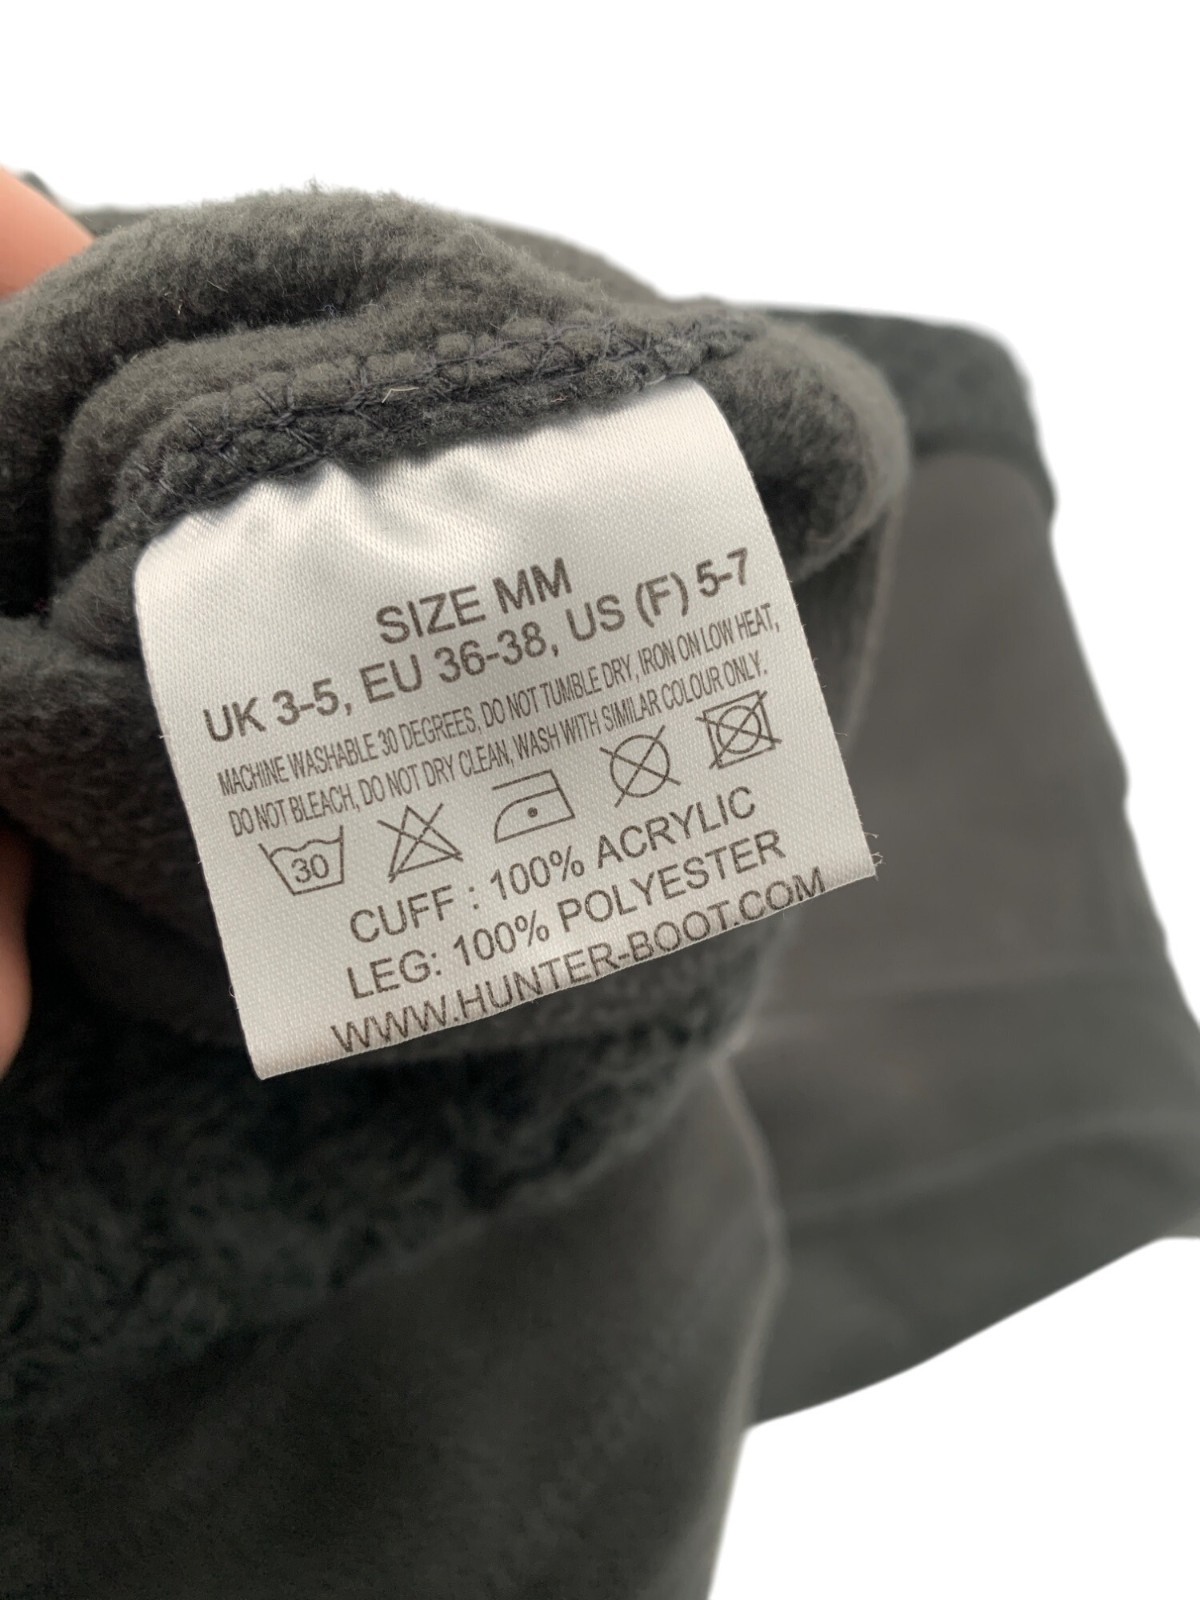 SIZE MM
UK 3-5, EU 36-38, US (F) 5-7
MACHINE WASHABLE 30 DEGREES, DO NOT TUMBLE DRY, IRON ON LOW HEAT,
DO NOT BLEACH, DO NOT DRY CLEAN, WASH WITH SIMILAR COLOUR ONLY.
30
CUFF : 100% ACRYLIC
LEG: 100% POLYESTER
WWW.HUNTER-BOOT.COM